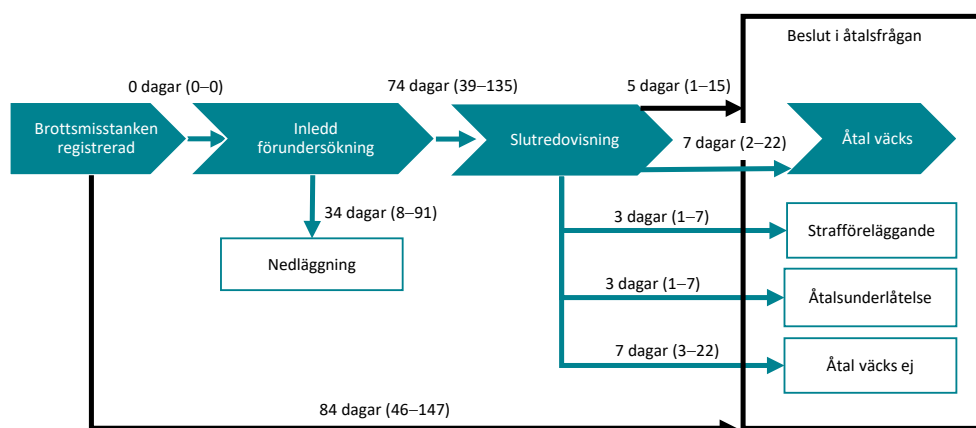 Beslut i åtalsfrågan
0 dagar (0–0)
74 dagar (39–135)
5 dagar (1–15)
Brottsmisstanken
registrerad
Inledd
förundersökning
Slutredovisning
7 dagar (2–22)
Åtal väcks
34 dagar (8–91)
Nedläggning
3 dagar (1–7)
Strafföreläggande
3 dagar (1–7)
Åtalsunderlåtelse
7 dagar (3–22)
Åtal väcks ej
84 dagar (46–147)